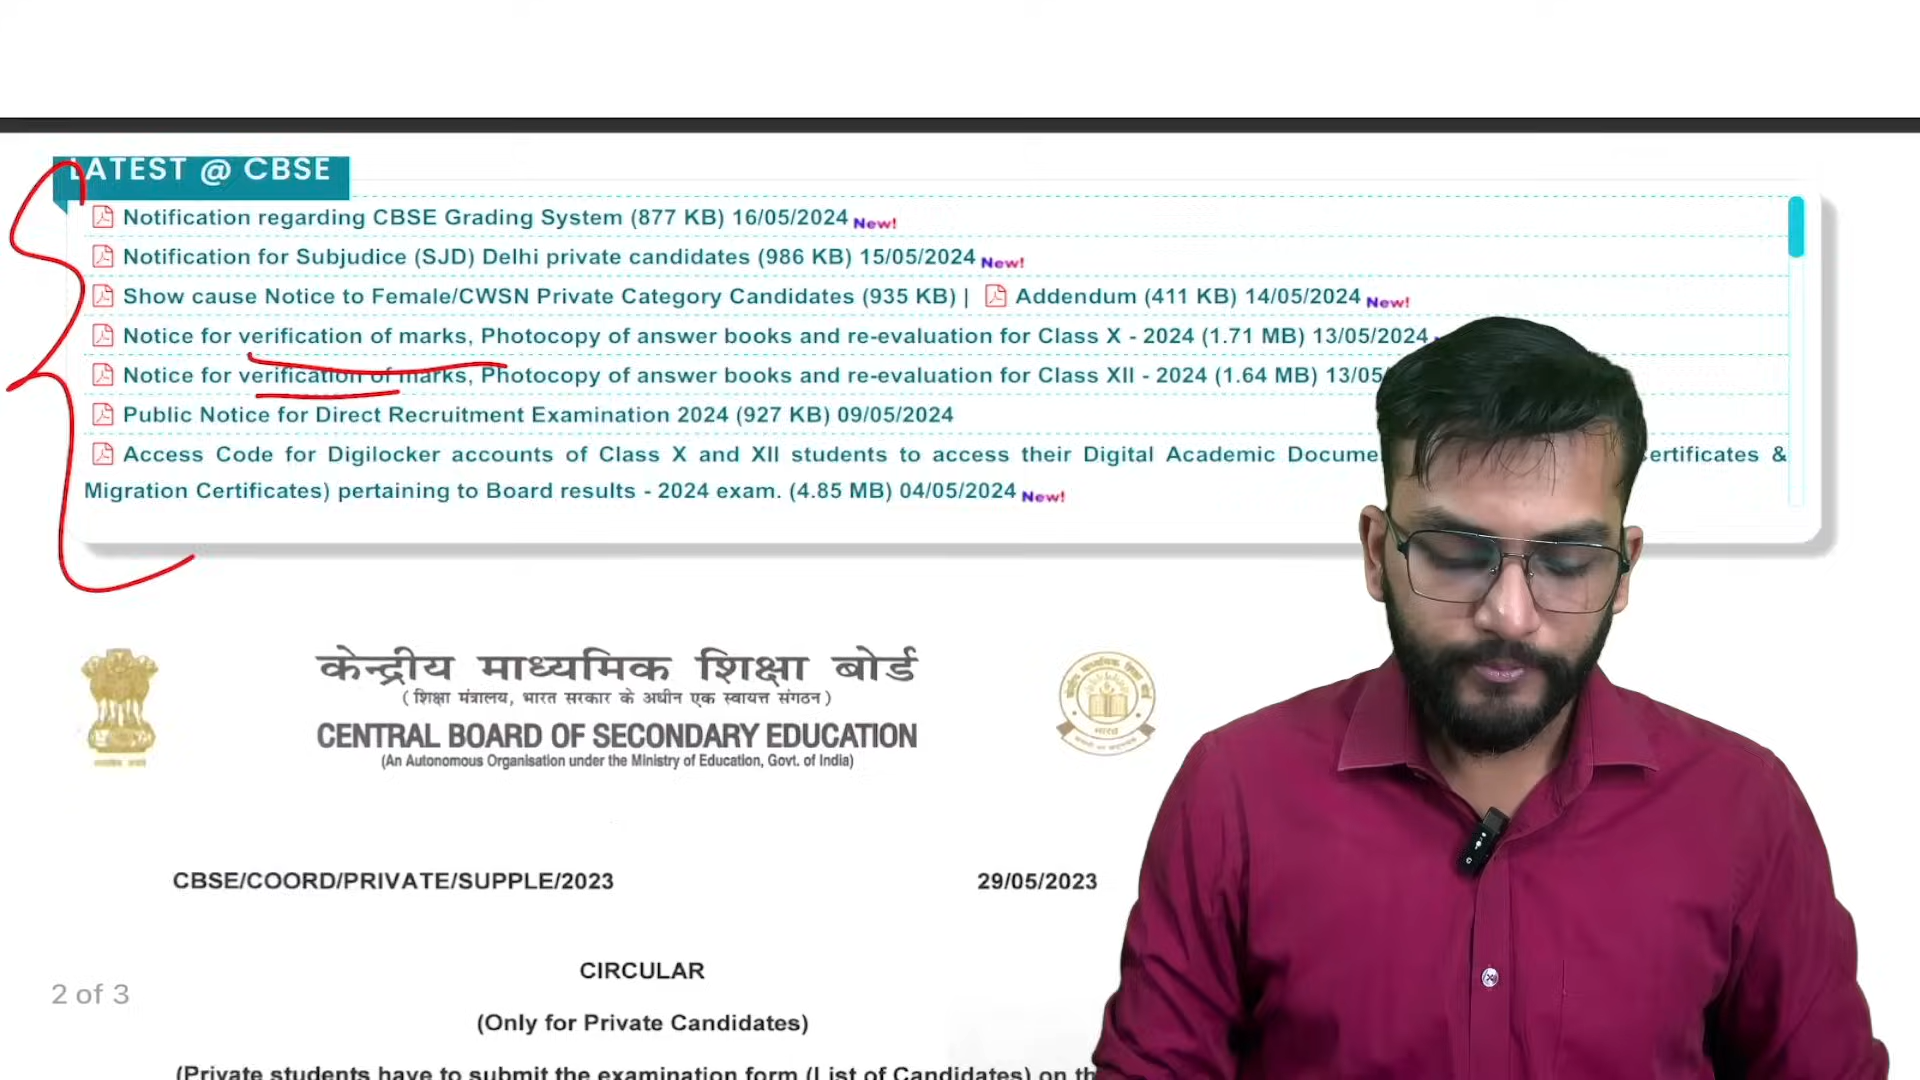 LATEST @ CBSE
Notification regarding CBSE Grading System (877 KB) 16/05/2024 New!
Notification for Subjudice (SJD) Delhi private candidates (986 KB) 15/05/2024 New!
Show cause Notice to Female/CWSN Private Category Candidates (935 KB) | Addendum (411 KB) 14/05/2024 New!
Notice for verification of marks, Photocopy of answer books and re-evaluation for Class X - 2024 (1.71 MB) 13/05/2024
Notice for verification of marks, Photocopy of answer books and re-evaluation for Class XII - 2024 (1.64 MB) 13/05
Public Notice for Direct Recruitment Examination 2024 (927 KB) 09/05/2024
Access Code for Digilocker accounts of Class X and XII students to access their Digital Academic &
Migration Certificates) pertaining to Board results - 2024 exam. (4.85 MB) 04/05/2024 New!
केन्द्रीय माध्यमिक शिक्षा बोर्ड
(शिक्षा मंत्रालय, भारत सरकार के अधीन एक स्वायत्त संगठन)
CENTRAL BOARD OF SECONDARY EDUCATION
(An Autonomous Organisation under the Ministry of Education, Govt. of India)
भारत
CBSE/COORD/PRIVATE/SUPPLE/2023 29/05/2023
CIRCULAR
2 of 3
(Only for Private Candidates)
(Private students have to submit the examination form (List of Candidates) on